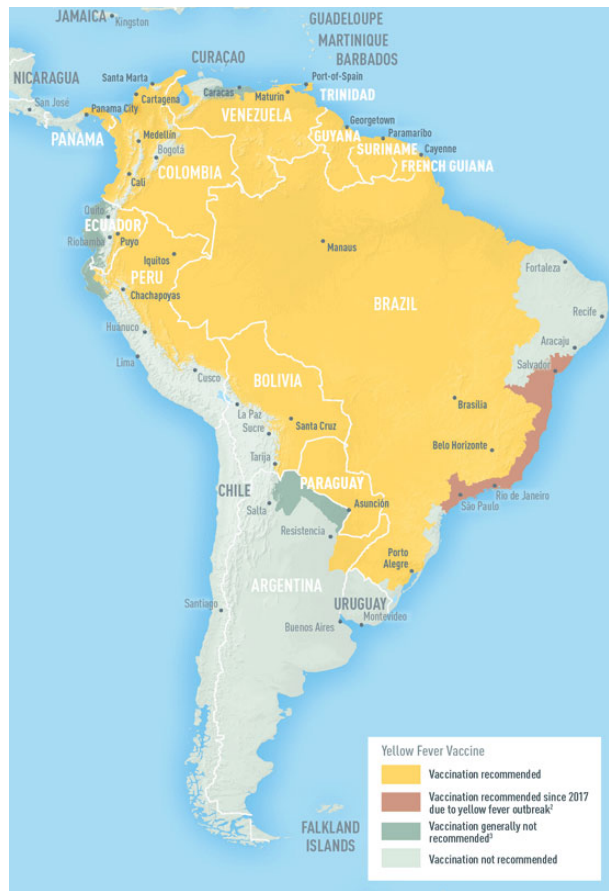 JAMAICA
Kingston
GUADELOUPE
MARTINIQUE
BARBADOS
CURAÇAO
NICARAGUA
Santa Marta
Port-of-Spain
Cartagena
Caracas
Maturin
TRINIDAD
San José
Panama City
VENEZUELA
Georgetown
PANAMA
Medellín
GUYANA
Paramaribo
Bogotá
SURINAME
Cayenne
COLOMBIA
FRENCH GUIANA
Cali
Quito
ECUADOR
Riobamba
Puyo
Manaus
Iquitos
PERU
Fortaleza
Chachapoyas
BRAZIL
Recife
Huanuco
Aracaju
Lima
Salvador
Cusco
BOLIVIA
La Paz
Brasilia
Santa Cruz
Sucre
Belo Horizonte
Tarija
PARAGUAY
CHILE
Rio de Janeiro
São Paulo
Salta
Asunción
Resistencia
Porto
Alegre
ARGENTINA
Santiago
URUGUAY
Buenos Aires
Montevideo
Yellow Fever Vaccine
Vaccination recommended
Vaccination recommended since 2017
due to yellow fever outbreak²
Vaccination generally not
recommended³
Vaccination not recommended
FALKLAND
ISLANDS